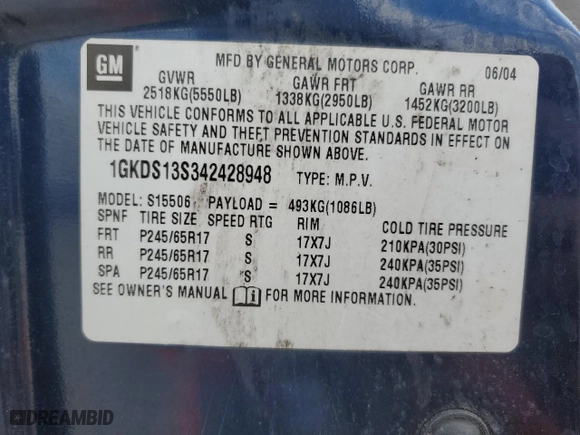 GM
MFD BY GENERAL MOTORS CORP. 06/04
GVWR GAWR FRT GAWR RR
2518KG(5550LB) 1338KG(2950LB) 1452KG(3200LB)
THIS VEHICLE CONFORMS TO ALL APPLICABLE U.S. FEDERAL MOTOR
VEHICLE SAFETY AND THEFT PREVENTION STANDARDS IN EFFECT ON
THE DATE OF MANUFACTURE SHOWN ABOVE.
1GKDS13S342428948 TYPE: M.P.V.
MODEL: S15506 PAYLOAD = 493KG(1086LB)
SPNF TIRE SIZE SPEED RTG RIM COLD TIRE PRESSURE
FRT P245/65R17 S 17X7J 210KPA(30PSI)
RR P245/65R17 S 17X7J 240KPA(35PSI)
SPA P245/65R17 S 17X7J 240KPA(35PSI)
SEE OWNER'S MANUAL FOR MORE INFORMATION.
DREAMBID